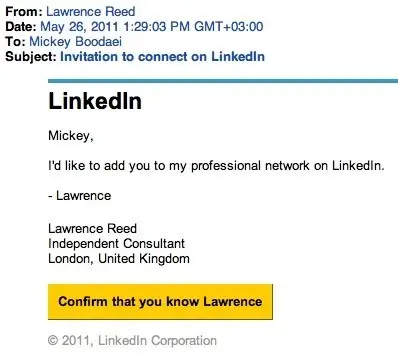 From: Lawrence Reed
Date: May 26, 2011 1:29:03 PM GMT+03:00
To: Mickey Boodaei
Subject: Invitation to connect on LinkedIn
LinkedIn
Mickey,
I'd like to add you to my professional network on LinkedIn.
- Lawrence
Lawrence Reed
Independent Consultant
London, United Kingdom
Confirm that you know Lawrence
© 2011, LinkedIn Corporation